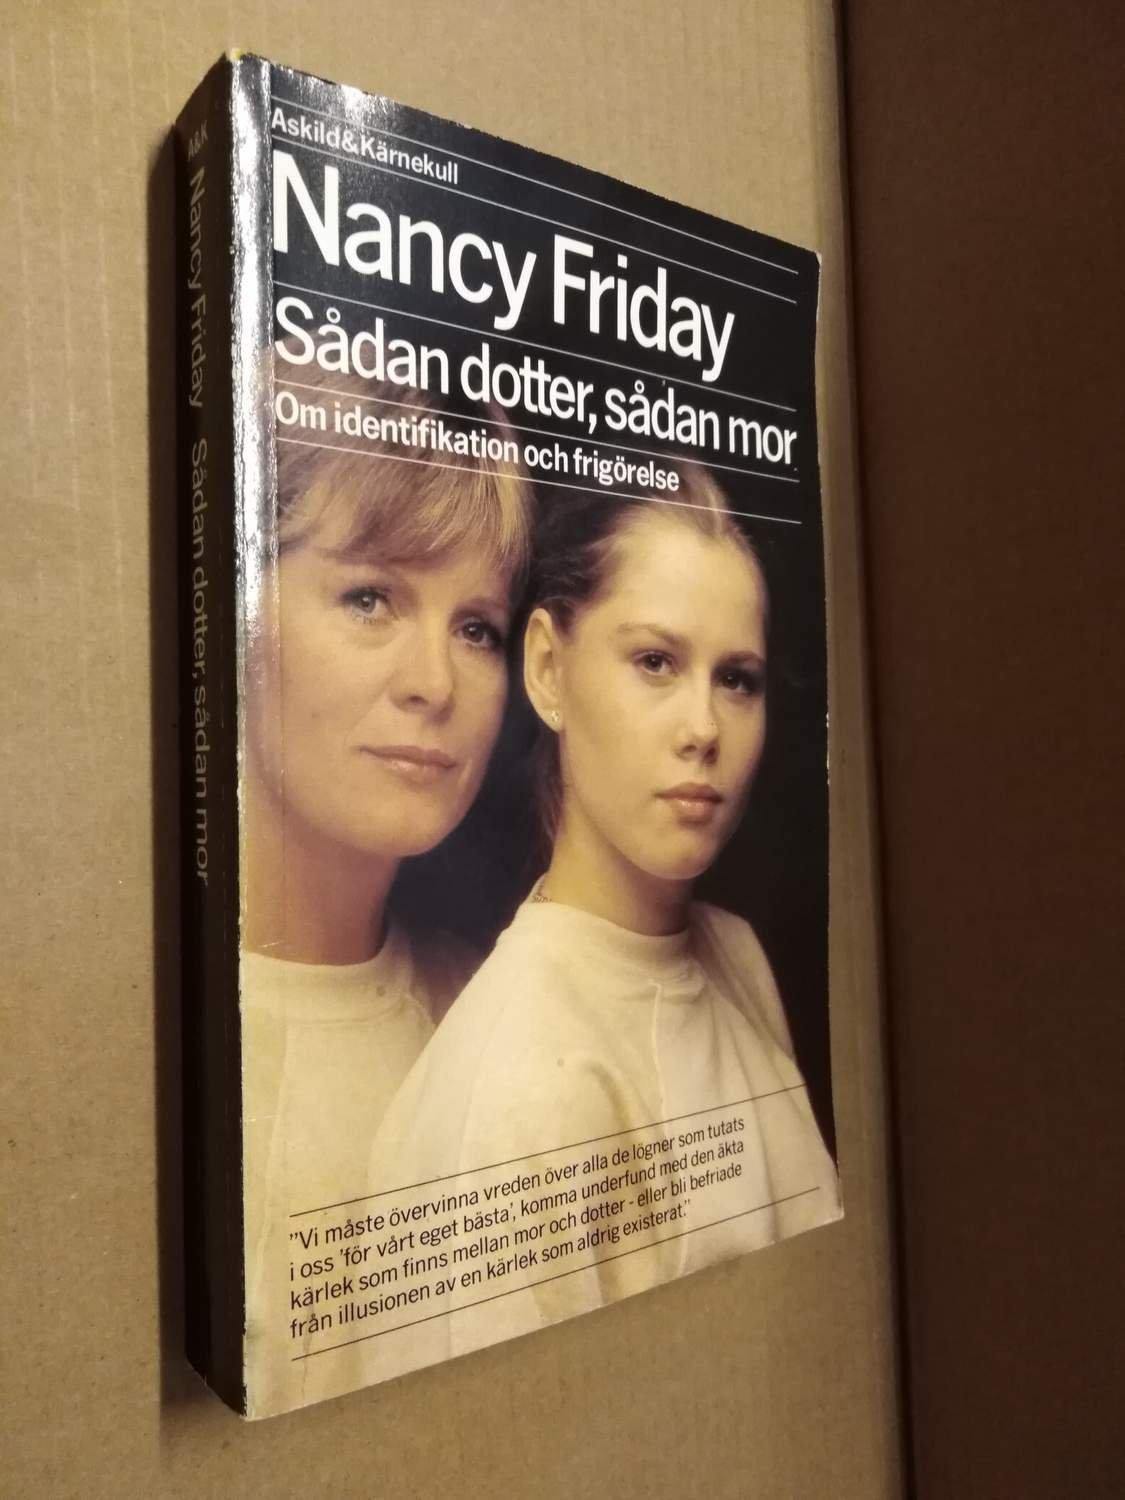 Askild&Kärnekull
Nancy Friday
Sådan dotter, sådan mor
Om identifikation och frigörelse
"Vi måste övervinna vreden över alla de lögner som tutats
i oss 'för vårt eget bästa', komma underfund med den äkta
kärlek som finns mellan mor och dotter - eller bli befriade
från illusionen av en kärlek som aldrig existerat."
A&K Nancy Friday Sådan dotter, sådan mor